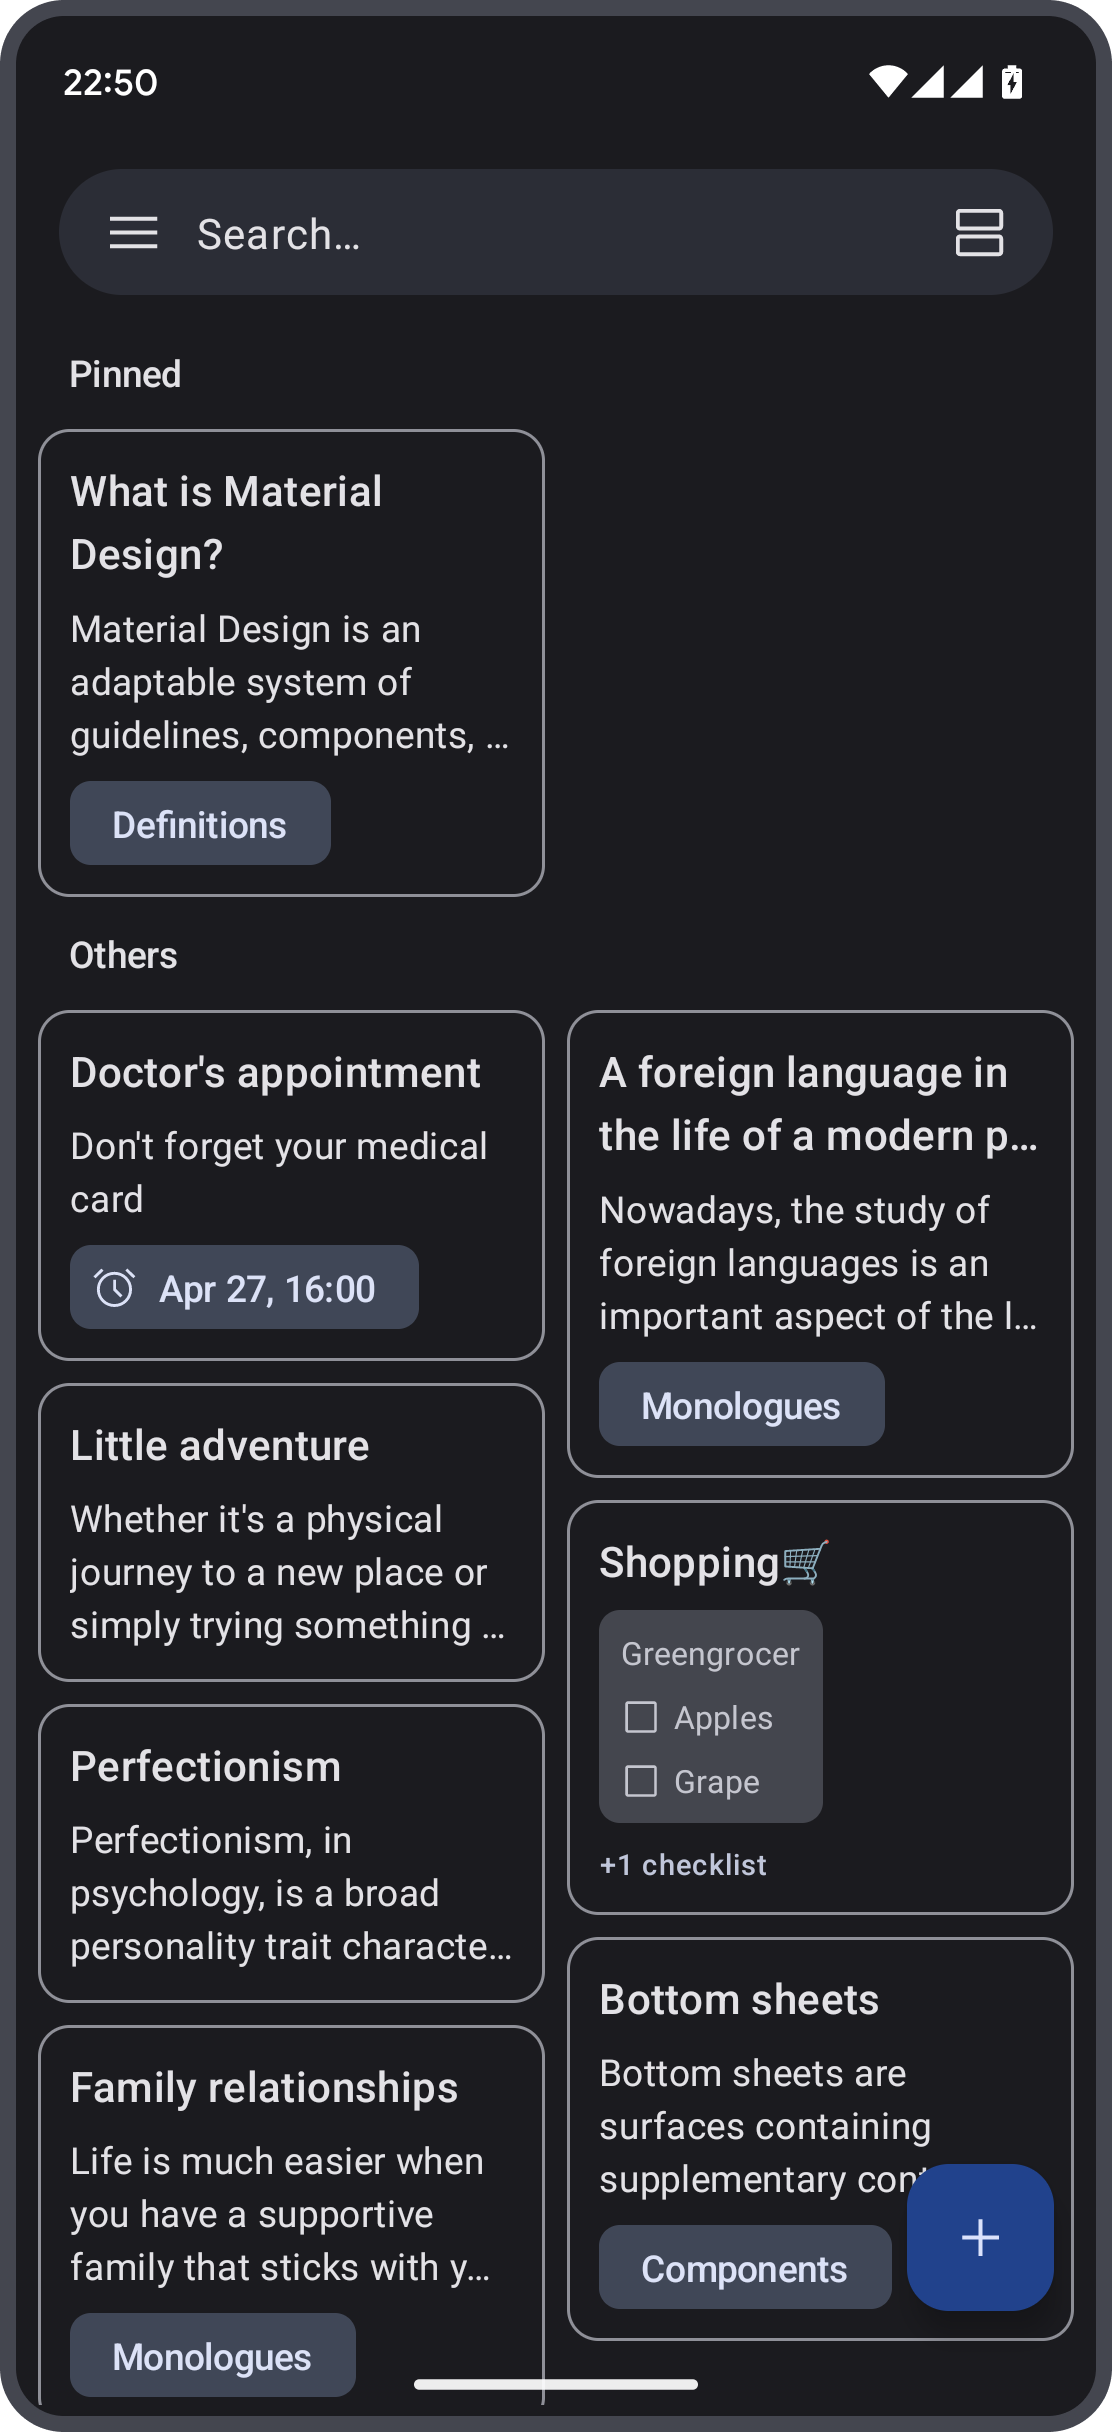 22:50
Search…
Pinned
What is Material
Design?
Material Design is an
adaptable system of
guidelines, components, …
Definitions
Others
Doctor's appointment
Don't forget your medical
card
Apr 27, 16:00
Little adventure
Whether it's a physical
journey to a new place or
simply trying something …
Perfectionism
Perfectionism, in
psychology, is a broad
personality trait characte…
Family relationships
Life is much easier when
you have a supportive
family that sticks with y…
Monologues
A foreign language in
the life of a modern p…
Nowadays, the study of
foreign languages is an
important aspect of the l…
Monologues
Shopping🛒
Greengrocer
Apples
Grape
+1 checklist
Bottom sheets
Bottom sheets are
surfaces containing
supplementary
Components